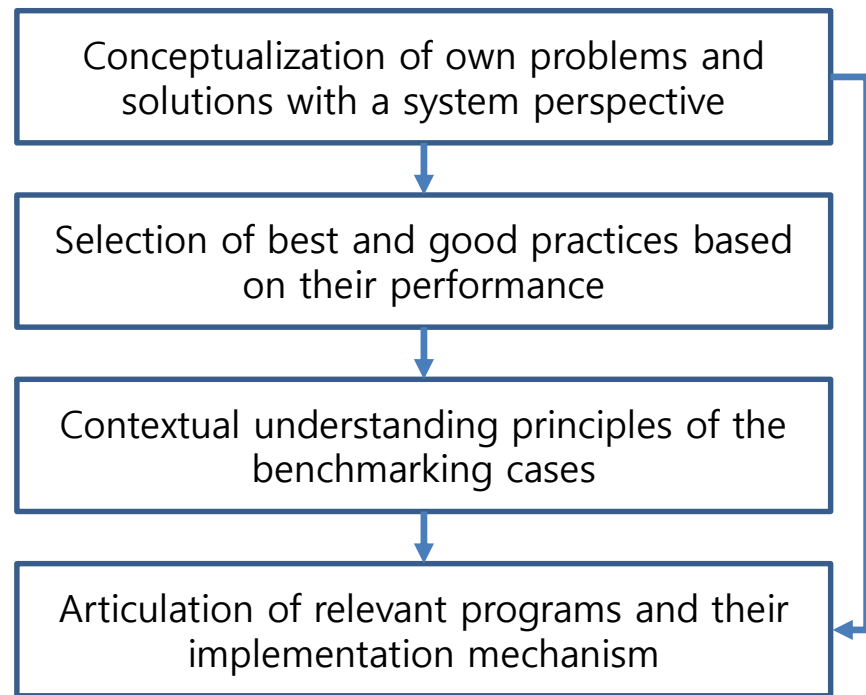 Conceptualization of own problems and
solutions with a system perspective
Selection of best and good practices based
on their performance
Contextual understanding principles of the
benchmarking cases
Articulation of relevant programs and their
implementation mechanism